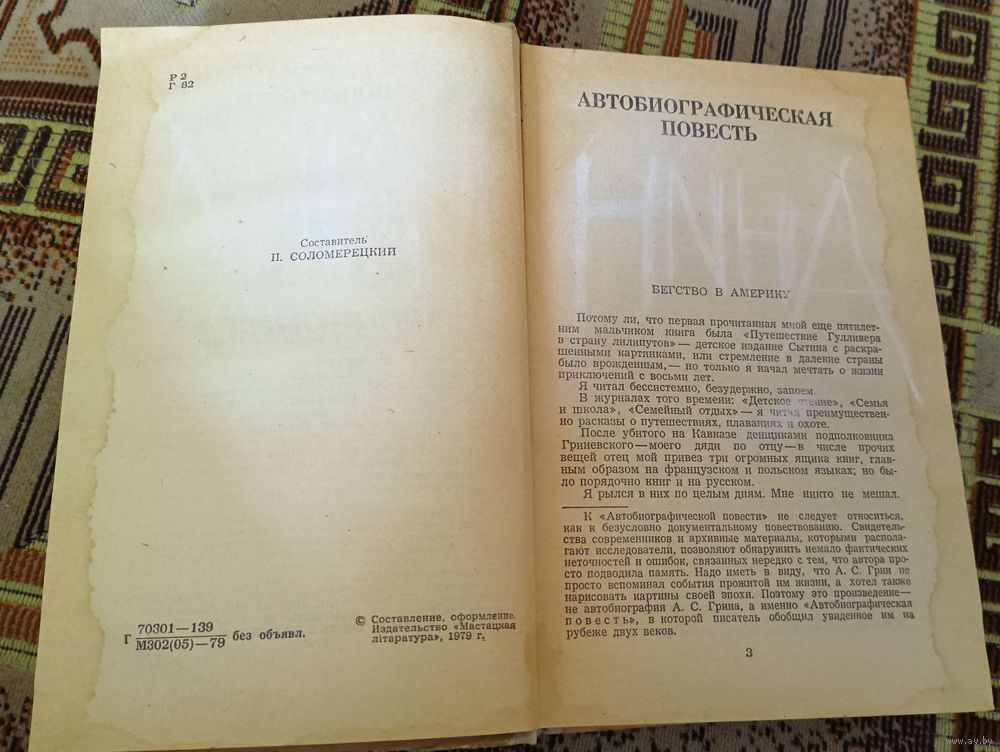 Р 2
Г 82
Составитель
П. СОЛОМЕРЕЦКИЙ
Г 70301—139
М302(05)—79 без объявл.
© Составление, оформление.
Издательство «Мастацкая
літаратура», 1979 г.
АВТОБИОГРАФИЧЕСКАЯ
ПОВЕСТЬ
НИНА
БЕГСТВО В АМЕРИКУ
Потому ли, что первая прочитанная мной еще пятилет-
ним мальчиком книга была «Путешествие Гулливера
в страну лилипутов» — детское издание Сытина с раскра-
шенными картинками, или стремление в далекие страны
было врожденным, — но только я начал мечтать о жизни
приключений с восьми лет.
Я читал бессистемно, безудержно, запоем.
В журналах того времени: «Детское чтение», «Семья
и школа», «Семейный отдых» — я читал преимуществен-
но рассказы о путешествиях, плаваниях и охоте.
После убитого на Кавказе денщиками подполковника
Гриневского — моего дяди по отцу — в числе прочих
вещей отец мой привез три огромных ящика книг, глав-
ным образом на французском и польском языках; но бы-
ло порядочно книг и на русском.
Я рылся в них по целым дням. Мне никто не мешал.
К «Автобиографической повести» не следует относиться,
как к безусловно документальному повествованию. Свидетель-
ства современников и архивные материалы, которыми распола-
гают исследователи, позволяют обнаружить немало фактических
неточностей и ошибок, связанных нередко с тем, что автора про-
сто подводила память. Надо иметь в виду, что А. С. Грин не
просто вспоминал события прожитой им жизни, а хотел также
нарисовать картины своей эпохи. Поэтому это произведение —
не автобиография А. С. Грина, а именно «Автобиографическая
повесть», в которой писатель обобщил увиденное им на
рубеже двух веков.
3
www.av.by